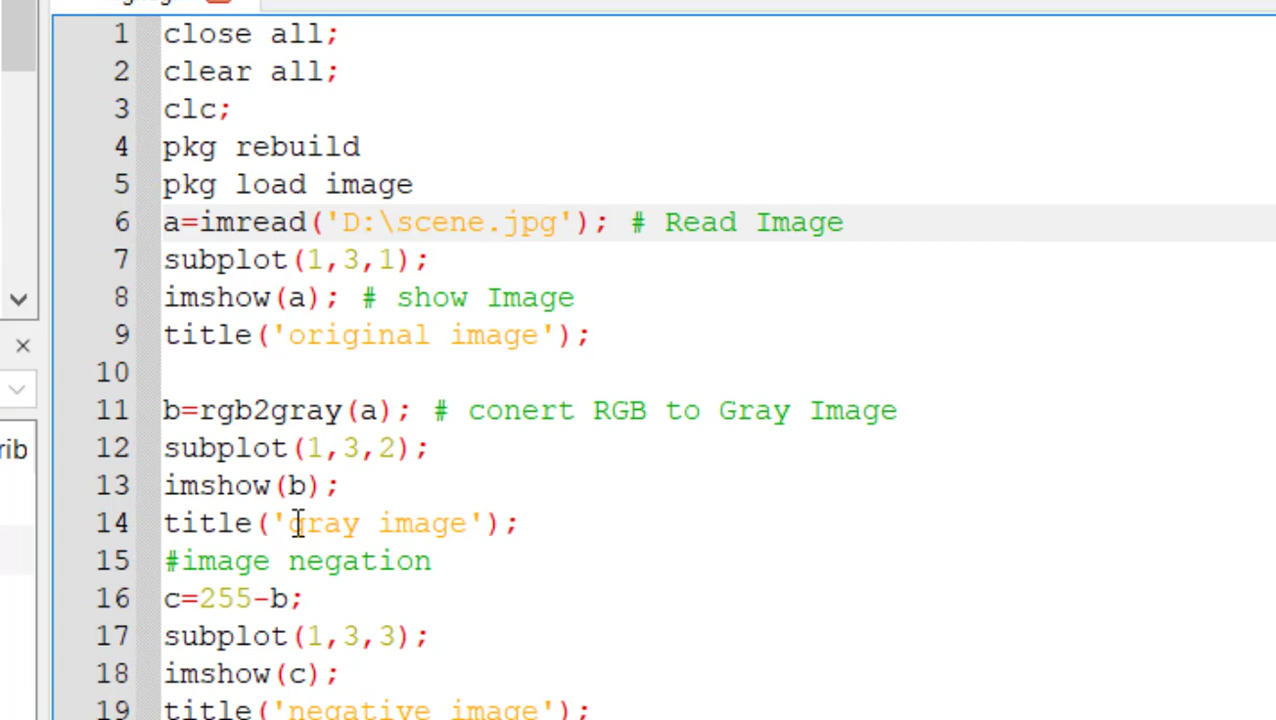 1 close all;
2 clear all;
3 clc;
4 pkg rebuild
5 pkg load image
6 a=imread('D:\scene.jpg'); # Read Image
7 subplot(1,3,1);
8 imshow(a); # show Image
9 title('original image');
10
11 b=rgb2gray(a); # conert RGB to Gray Image
rib
12 subplot(1,3,2);
13 imshow(b);
14 title('gray image');
15 #image negation
16 c=255-b;
17 subplot(1,3,3);
18 imshow(c);
19 title('negative image');